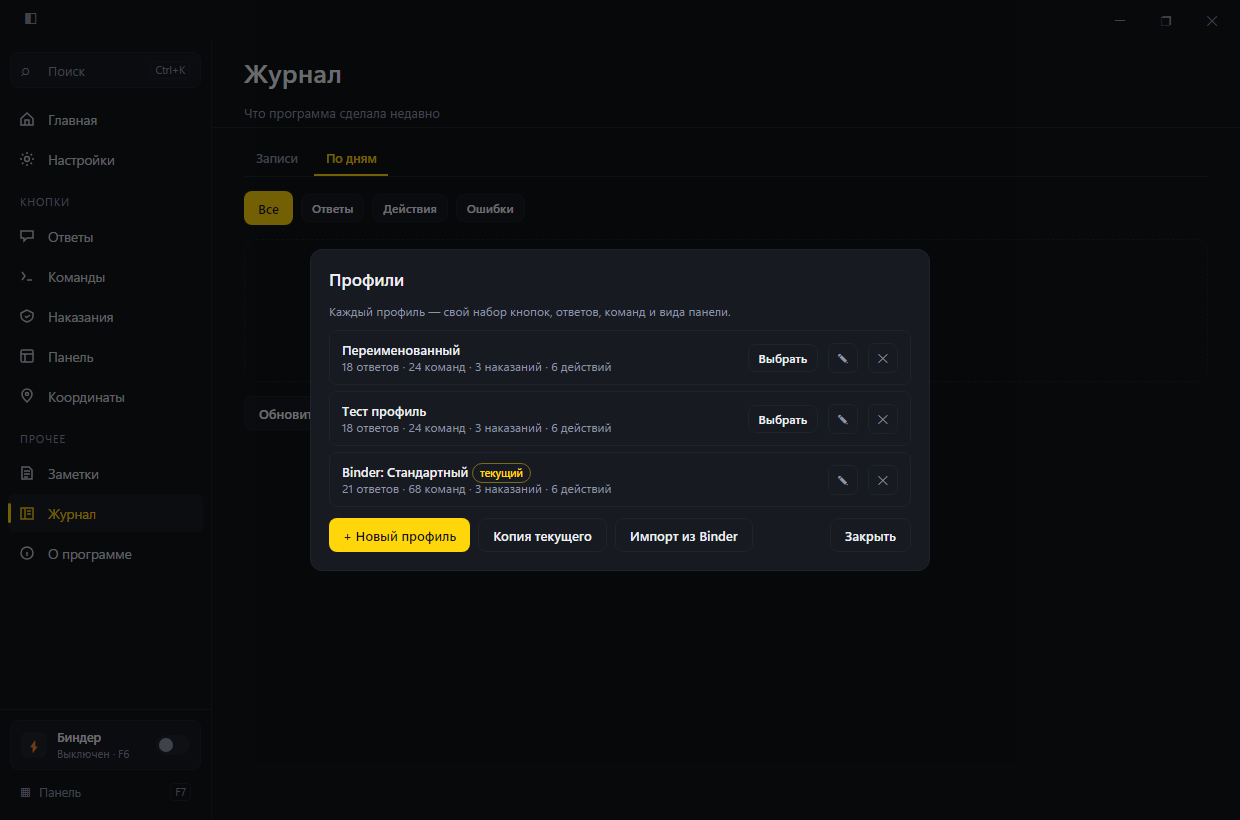 Поиск
Ctrl+K
Главная
Настройки
КНОПКИ
Ответы
Команды
Наказания
Панель
Координаты
ПРОЧЕЕ
Заметки
Журнал
О программе
Биндер
Выключен · F6
Панель
F7
Журнал
Что программа сделала недавно
Записи
По дням
Все
Ответы
Действия
Ошибки
Обновит
Профили
Каждый профиль — свой набор кнопок, ответов, команд и вида панели.
Переименованный
18 ответов · 24 команд · 3 наказаний · 6 действий
Выбрать
Тест профиль
18 ответов · 24 команд · 3 наказаний · 6 действий
Выбрать
Binder: Стандартный текущий
21 ответов · 68 команд · 3 наказаний · 6 действий
+ Новый профиль
Копия текущего
Импорт из Binder
Закрыть